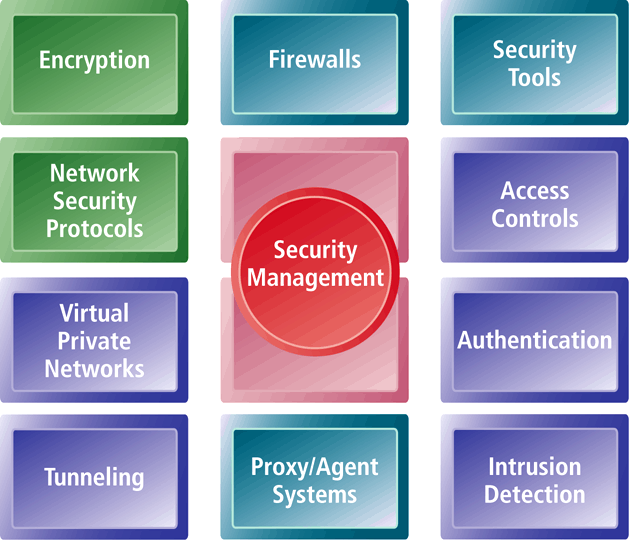 Encryption
Firewalls
Security
Tools
Network
Security
Protocols
Security
Management
Access
Controls
Virtual
Private
Networks
Authentication
Tunneling
Proxy/Agent
Systems
Intrusion
Detection